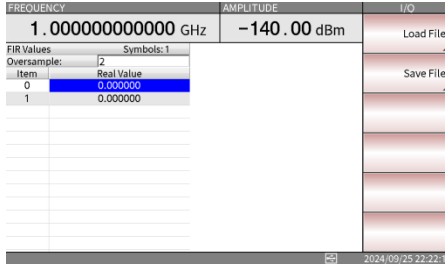 FREQUENCY AMPLITUDE I/Q
1.000000000000 GHz -140.00 dBm Load File
FIR Values Symbols: 1
Oversample: 2
Item Real Value Save File
0 0.000000
1 0.000000
2024/09/25 22:22:1